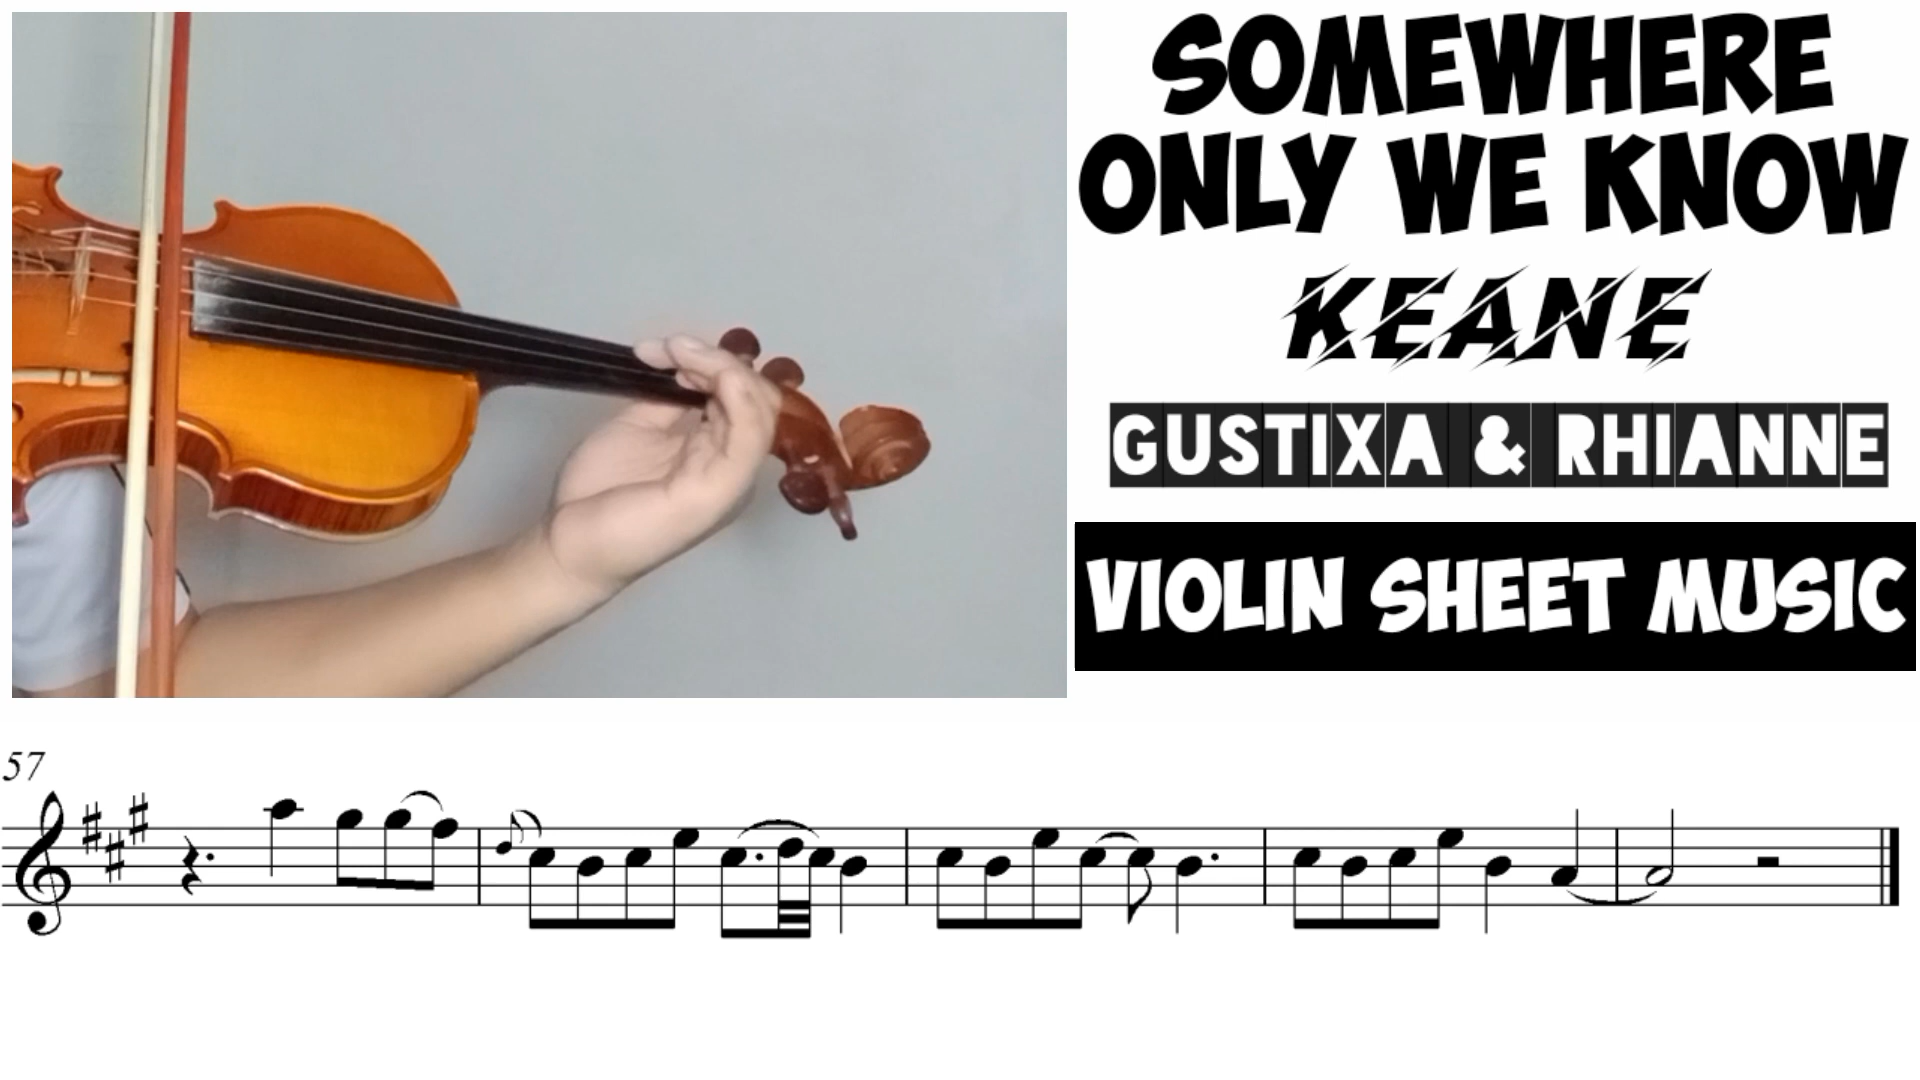 SOMEWHERE
ONLY WE KNOW
KEANE
GUSTIXA & RHIANNE
VIOLIN SHEET MUSIC
57